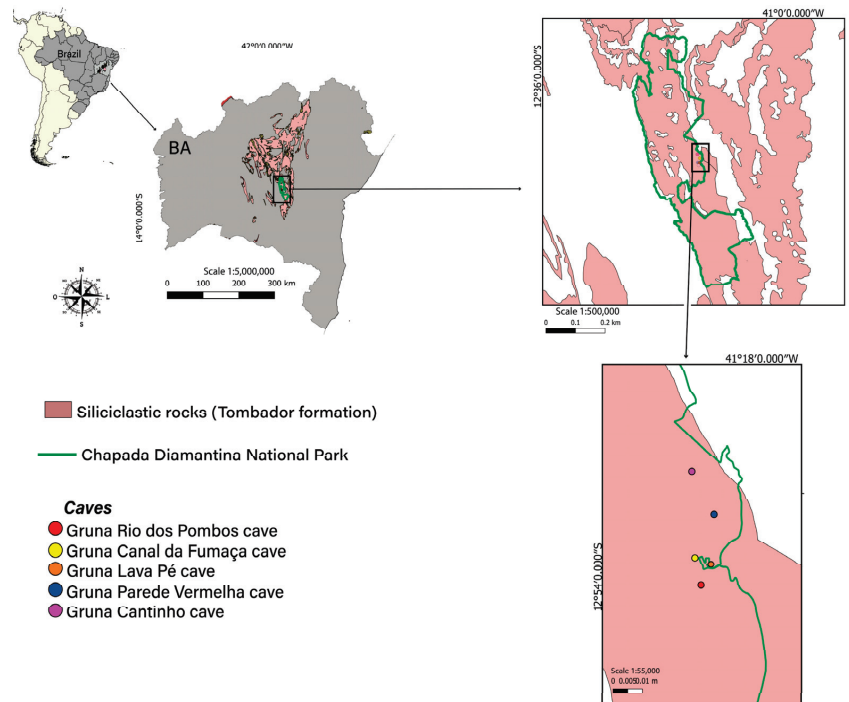 Brazil
42°0′0.000″W
BA
14°0′0.000″S
N
O
L
S
Scale 1:5,000,000
0 100 200 300 km
41°0′0.000″W
12°36′0.000″S
Scale 1:500,000
0 0.1 0.2 km
41°18′0.000″W
12°54′0.000″S
Scale 1:55,000
0 0.0050.01 m
Siliciclastic rocks (Tombador formation)
Chapada Diamantina National Park
Caves
Gruna Rio dos Pombos cave
Gruna Canal da Fumaça cave
Gruna Lava Pé cave
Gruna Parede Vermelha cave
Gruna Cantinho cave